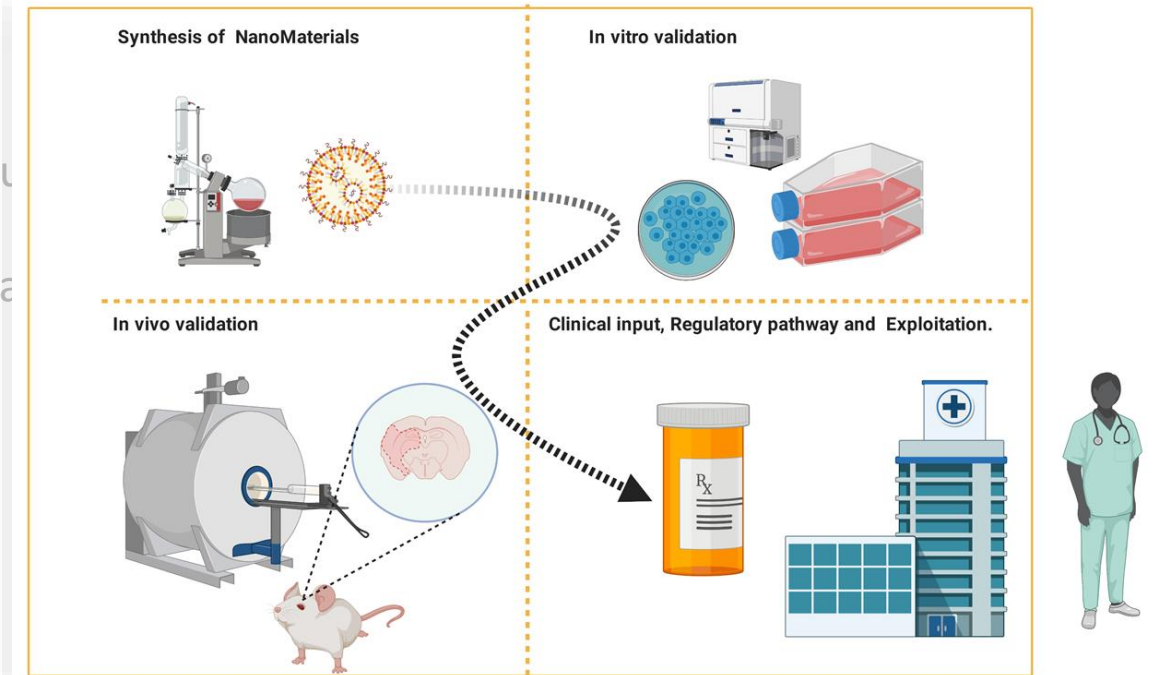 Synthesis of  NanoMaterials
In vitro validation
In vivo validation
Clinical input, Regulatory pathway and  Exploitation.
Rx